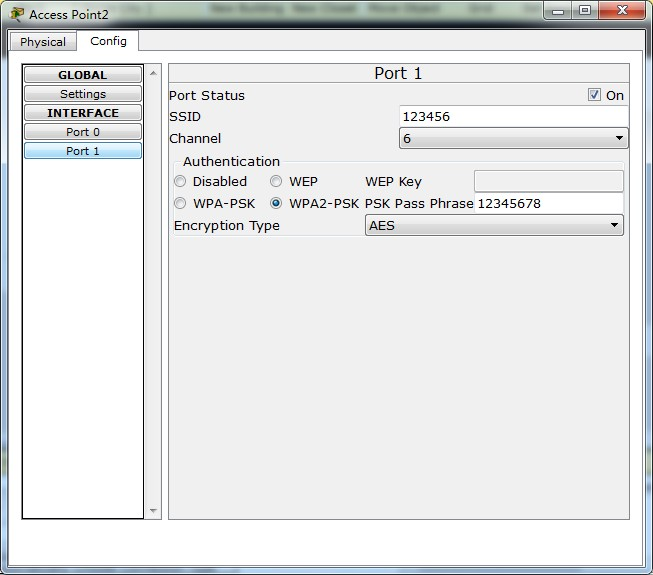 Access Point2
Physical Config
GLOBAL
Settings
INTERFACE
Port 0
Port 1
Port 1
Port Status On
SSID 123456
Channel 6
Authentication
Disabled WEP WEP Key
WPA-PSK WPA2-PSK PSK Pass Phrase 12345678
Encryption Type AES